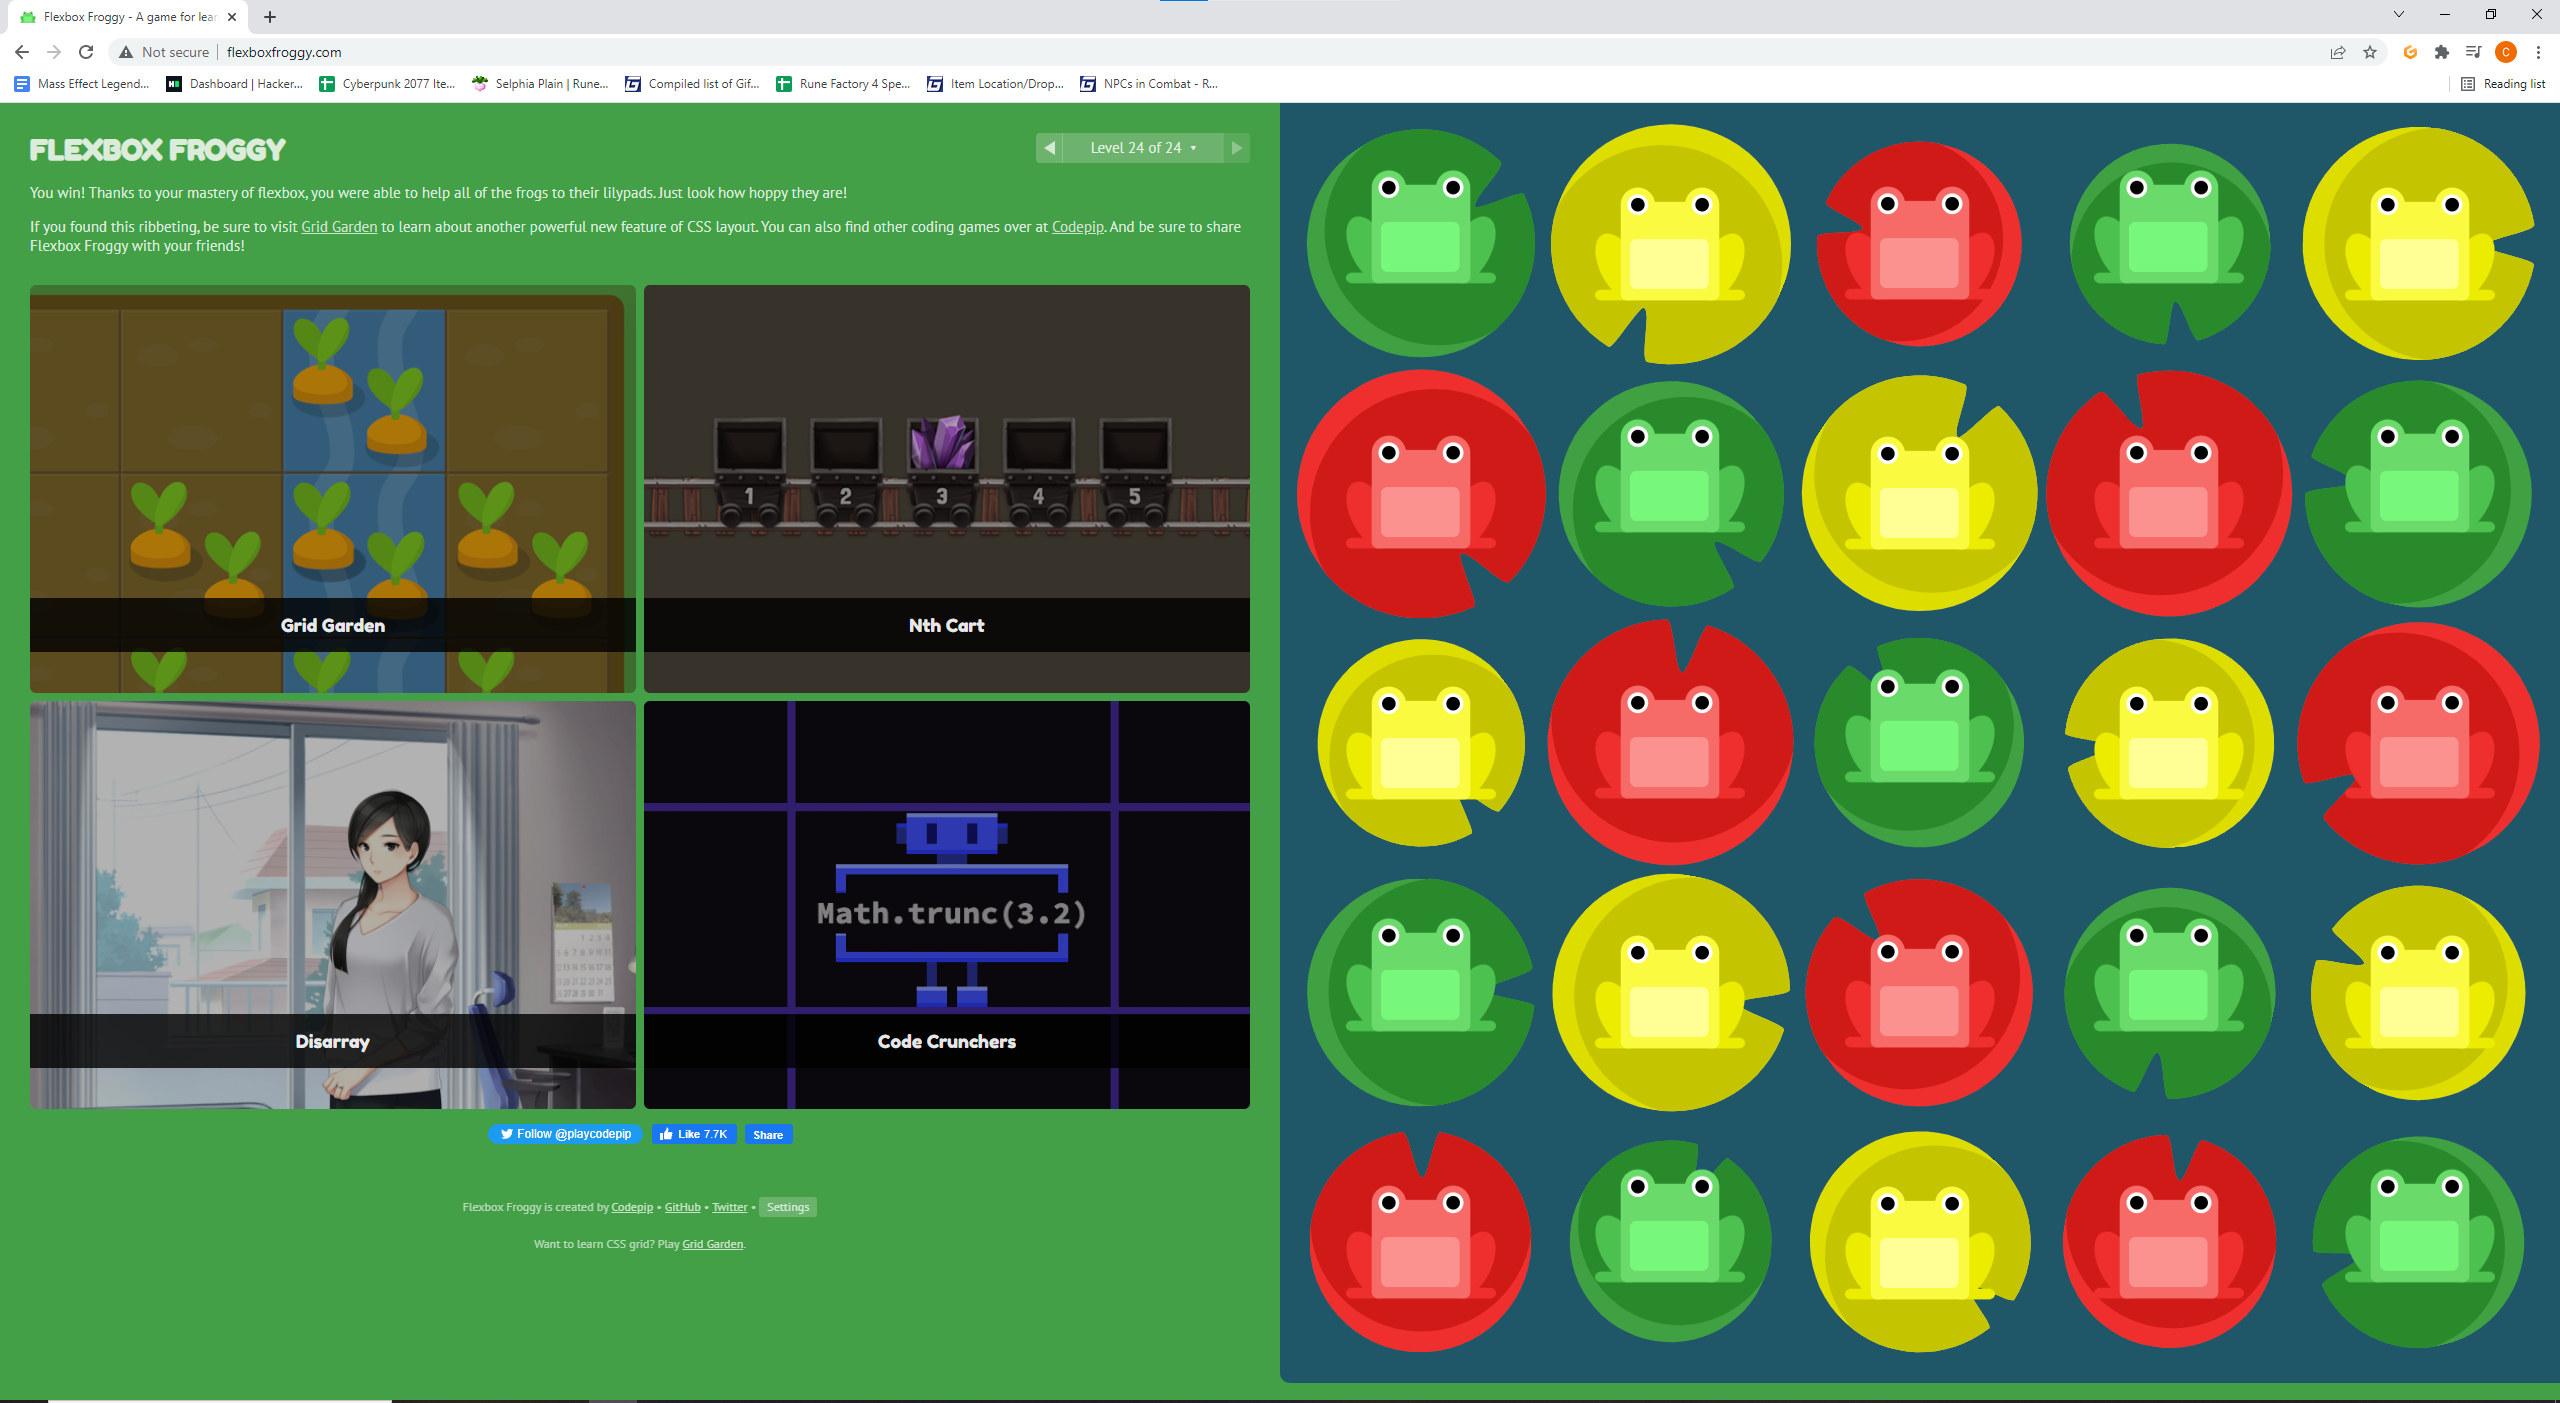 Flexbox Froggy - A game for lear
Not secure flexboxfroggy.com
C
Mass Effect Legend... Dashboard | Hacker... Cyberpunk 2077 Ite... Selphia Plain | Rune... Compiled list of Gif... Rune Factory 4 Spe... Item Location/Drop... NPCs in Combat - R... Reading list
FLEXBOX FROGGY
Level 24 of 24
You win! Thanks to your mastery of flexbox, you were able to help all of the frogs to their lilypads. Just look how hoppy they are!
If you found this ribbeting, be sure to visit Grid Garden to learn about another powerful new feature of CSS layout. You can also find other coding games over at Codepip. And be sure to share
Flexbox Froggy with your friends!
1 2 3 4 5
Grid Garden
Nth Cart
Math.trunc(3.2)
Disarray
Code Crunchers
Follow @playcodepip Like 7.7K Share
Flexbox Froggy is created by Codepip • GitHub • Twitter • Settings
Want to learn CSS grid? Play Grid Garden.